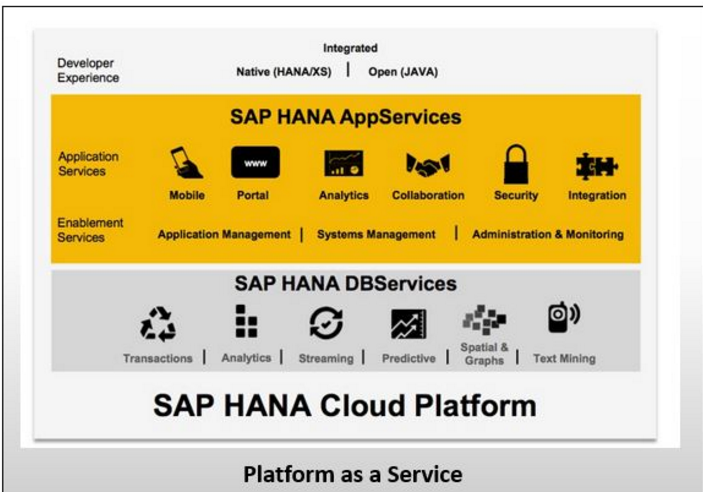 Integrated
Developer
Experience
Native (HANA/XS) | Open (JAVA)
SAP HANA AppServices
Application
Services
www
Mobile Portal Analytics Collaboration Security Integration
Enablement
Services
Application Management | Systems Management | Administration & Monitoring
SAP HANA DBServices
Transactions | Analytics | Streaming | Predictive | Spatial &
Graphs | Text Mining
SAP HANA Cloud Platform
Platform as a Service